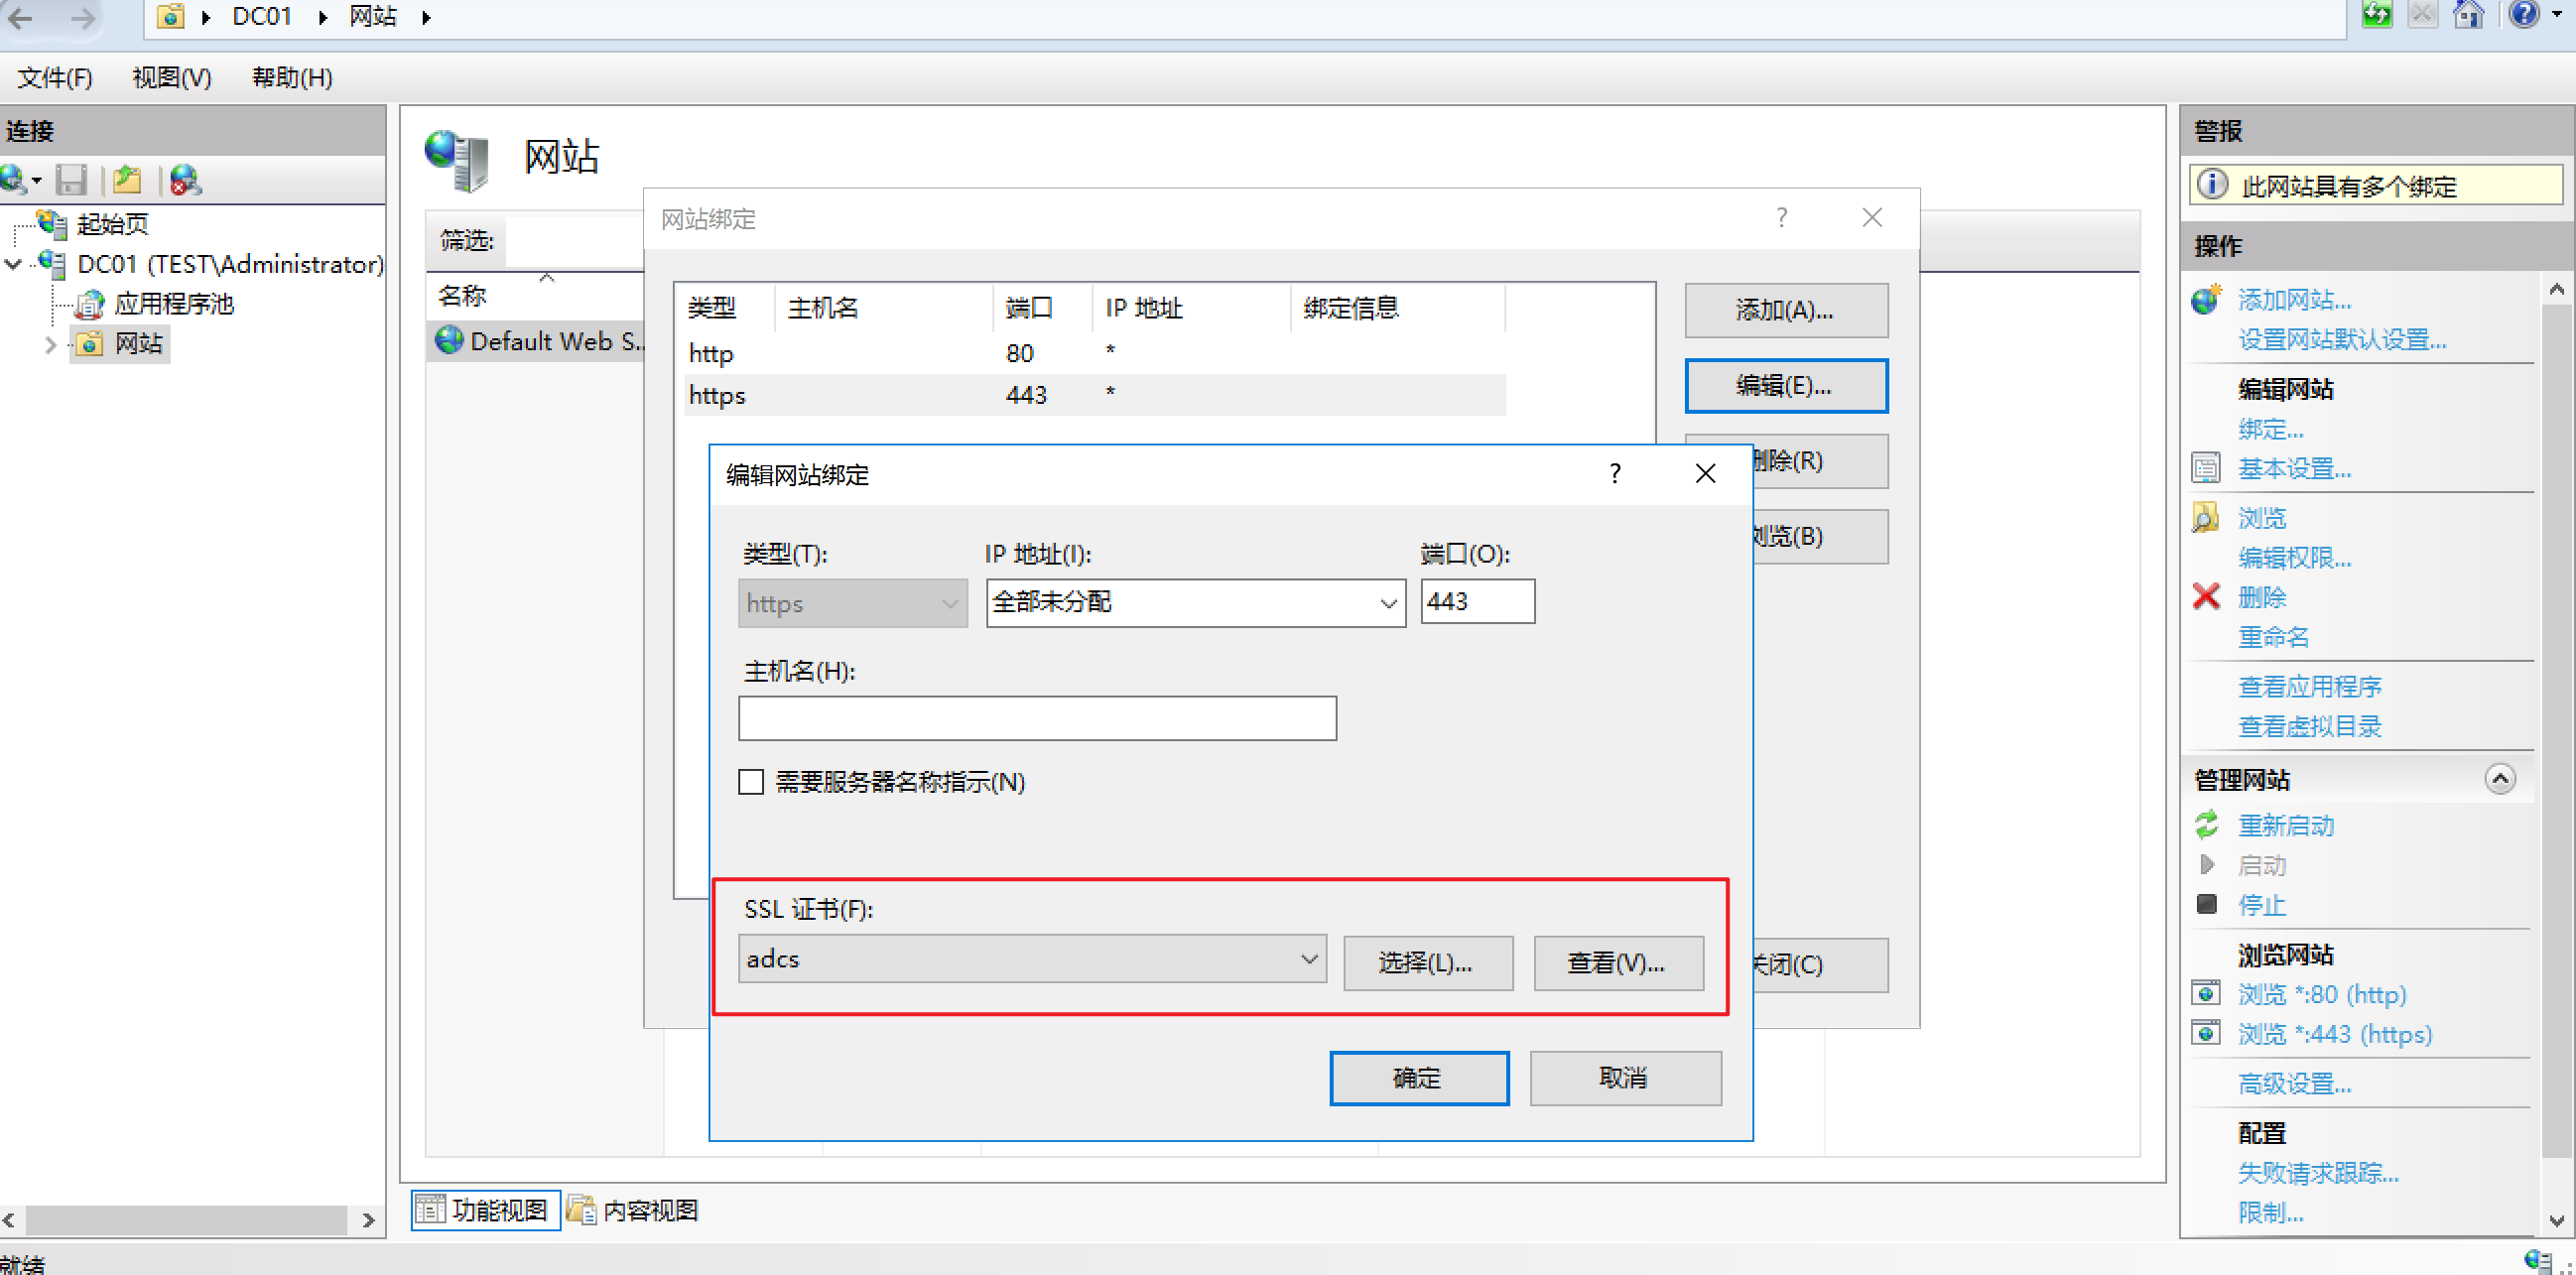 DC01 网站
文件(F) 视图(V) 帮助(H)
连接
起始页
DC01 (TEST\Administrator)
应用程序池
网站
网站
筛选:
名称
Default Web S...
网站绑定
类型 主机名 端口 IP 地址 绑定信息
http 80 *
https 443 *
添加(A)...
编辑(E)...
删除(R)
浏览(B)
关闭(C)
编辑网站绑定
类型(T): IP 地址(I): 端口(O):
https 全部未分配 443
主机名(H):
需要服务器名称指示(N)
SSL 证书(F):
adcs 选择(L)... 查看(V)...
确定 取消
功能视图 内容视图
就绪
警报
此网站具有多个绑定
操作
添加网站...
设置网站默认设置...
编辑网站
绑定...
基本设置...
浏览
编辑权限...
删除
重命名
查看应用程序
查看虚拟目录
管理网站
重新启动
启动
停止
浏览网站
浏览 *:80 (http)
浏览 *:443 (https)
高级设置...
配置
失败请求跟踪...
限制...